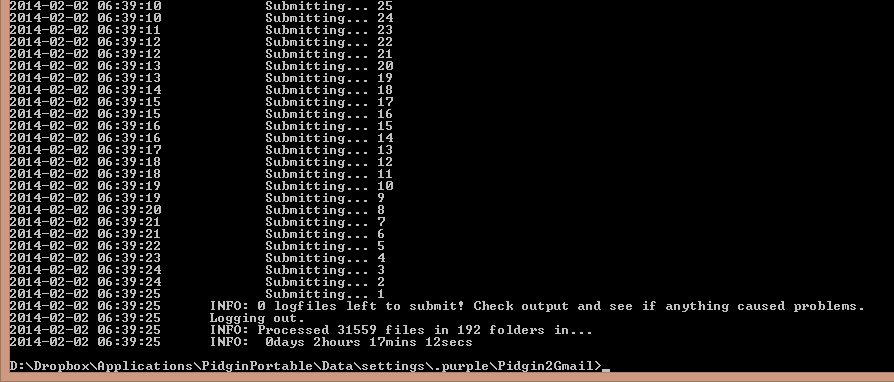 2014-02-02 06:39:10 Submitting... 25
2014-02-02 06:39:10 Submitting... 24
2014-02-02 06:39:11 Submitting... 23
2014-02-02 06:39:12 Submitting... 22
2014-02-02 06:39:12 Submitting... 21
2014-02-02 06:39:13 Submitting... 20
2014-02-02 06:39:13 Submitting... 19
2014-02-02 06:39:14 Submitting... 18
2014-02-02 06:39:15 Submitting... 17
2014-02-02 06:39:15 Submitting... 16
2014-02-02 06:39:16 Submitting... 15
2014-02-02 06:39:16 Submitting... 14
2014-02-02 06:39:17 Submitting... 13
2014-02-02 06:39:18 Submitting... 12
2014-02-02 06:39:18 Submitting... 11
2014-02-02 06:39:19 Submitting... 10
2014-02-02 06:39:19 Submitting... 9
2014-02-02 06:39:20 Submitting... 8
2014-02-02 06:39:21 Submitting... 7
2014-02-02 06:39:21 Submitting... 6
2014-02-02 06:39:22 Submitting... 5
2014-02-02 06:39:23 Submitting... 4
2014-02-02 06:39:24 Submitting... 3
2014-02-02 06:39:24 Submitting... 2
2014-02-02 06:39:25 Submitting... 1
2014-02-02 06:39:25 INFO: 0 logfiles left to submit! Check output and see if anything caused problems.
2014-02-02 06:39:25 Logging out.
2014-02-02 06:39:25 INFO: Processed 31559 files in 192 folders in...
2014-02-02 06:39:25 INFO:  0days 2hours 17mins 12secs
D:\Dropbox\Applications\PidginPortable\Data\settings\.purple\Pidgin2Gmail>_